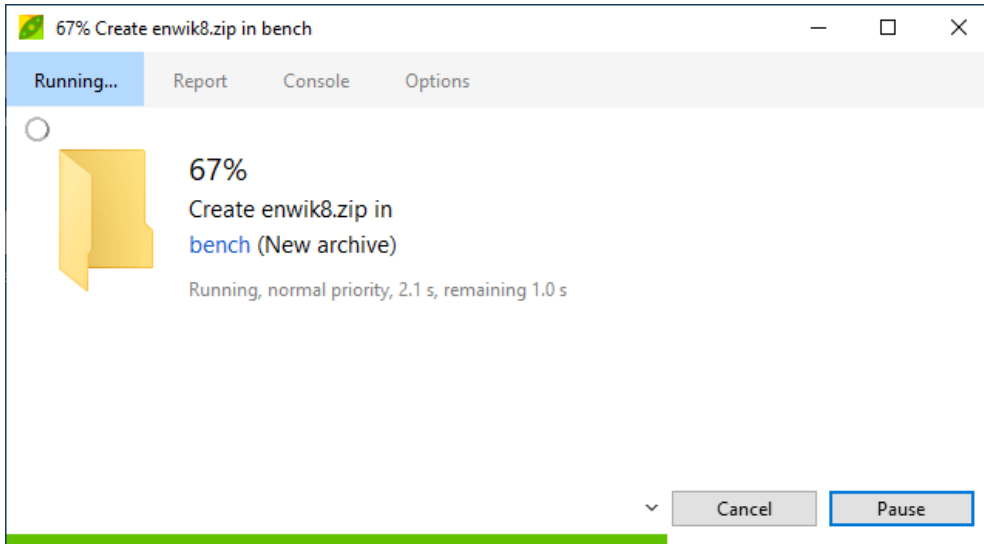 67% Create enwik8.zip in bench
Running... Report Console Options
67%
Create enwik8.zip in
bench (New archive)
Running, normal priority, 2.1 s, remaining 1.0 s
Cancel Pause